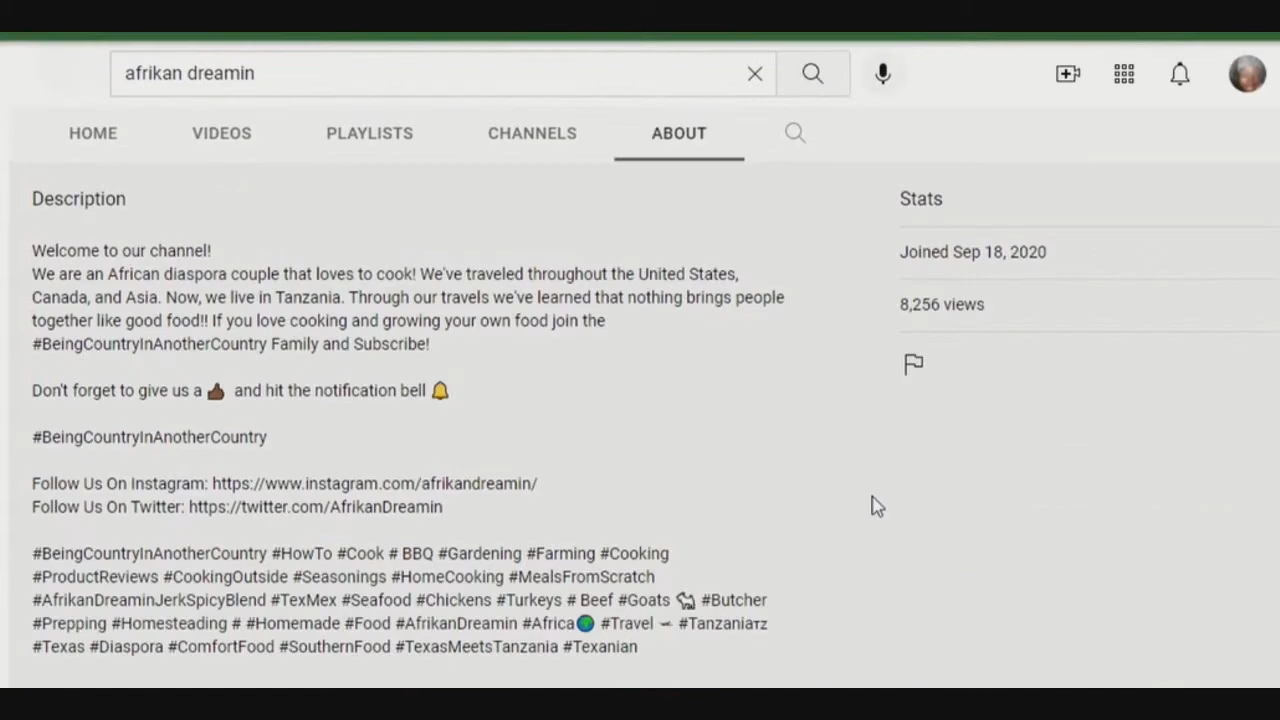 afrikan dreamin
HOME VIDEOS PLAYLISTS CHANNELS ABOUT
Description
Welcome to our channel!
We are an African diaspora couple that loves to cook! We've traveled throughout the United States,
Canada, and Asia. Now, we live in Tanzania. Through our travels we've learned that nothing brings people
together like good food!! If you love cooking and growing your own food join the
#BeingCountryInAnotherCountry Family and Subscribe!
Don't forget to give us a 👍🏿 and hit the notification bell 🔔
#BeingCountryInAnotherCountry
Follow Us On Instagram: https://www.instagram.com/afrikandreamin/
Follow Us On Twitter: https://twitter.com/AfrikanDreamin
#BeingCountryInAnotherCountry #HowTo #Cook # BBQ #Gardening #Farming #Cooking
#ProductReviews #CookingOutside #Seasonings #HomeCooking #MealsFromScratch
#AfrikanDreaminJerkSpicyBlend #TexMex #Seafood #Chickens #Turkeys # Beef #Goats 🐐 #Butcher
#Prepping #Homesteading # #Homemade #Food #AfrikanDreamin #Africa🌍 #Travel 🛫 #Tanzaniaтz
#Texas #Diaspora #ComfortFood #SouthernFood #TexasMeetsTanzania #Texanian
Stats
Joined Sep 18, 2020
8,256 views